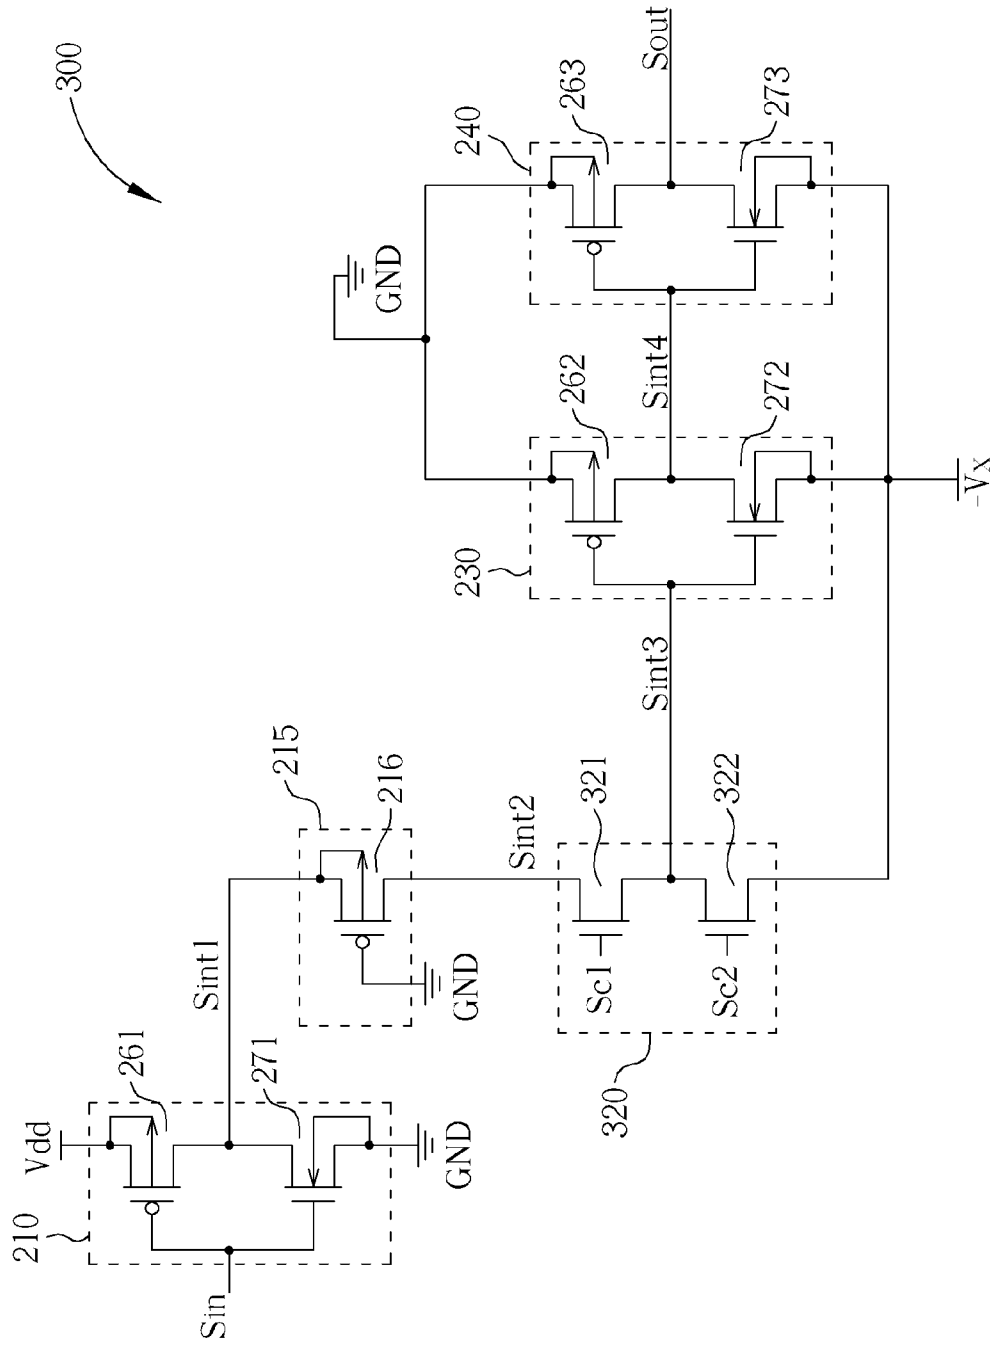 300
Sin
210
Vdd
261
271
GND
Sint1
215
216
GND
Sint2
320
Sc1
321
Sc2
322
Sint3
230
262
272
Sint4
GND
240
263
273
Sout
-Vx